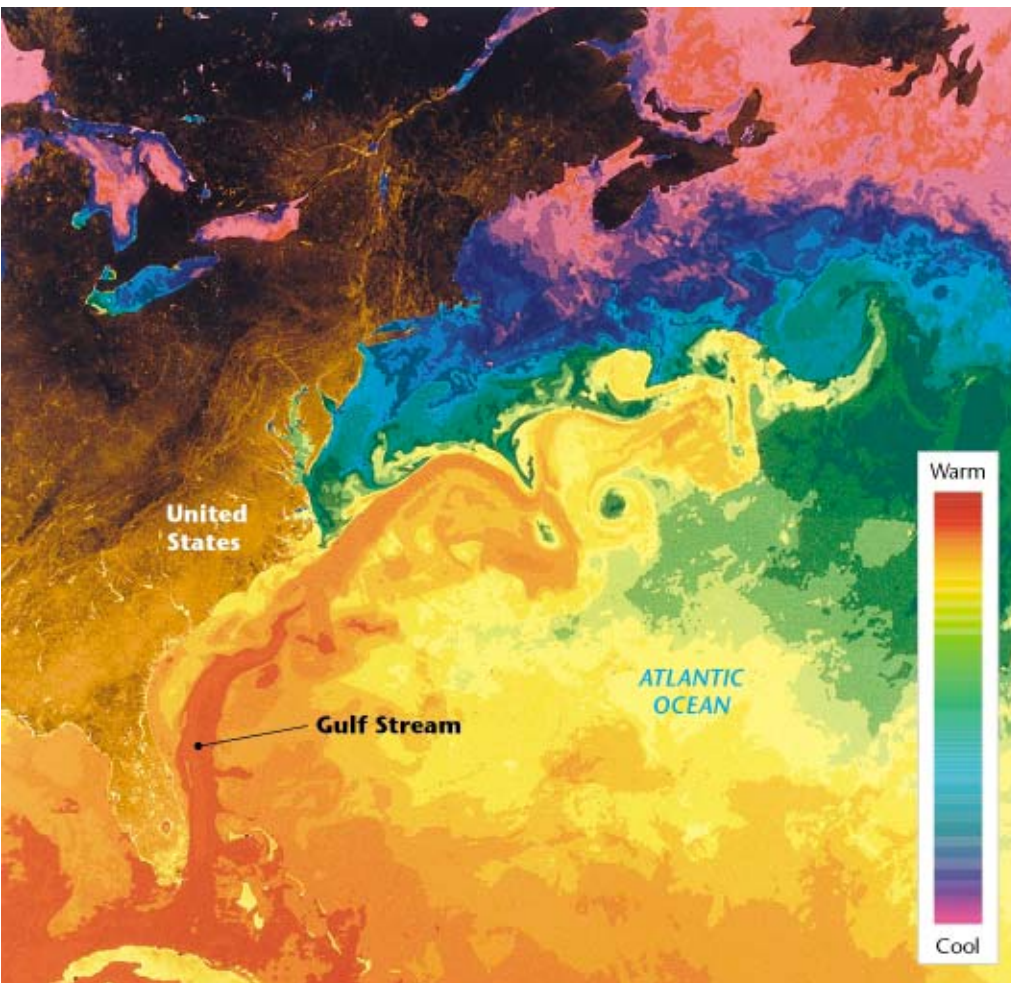 United
States
Gulf Stream
ATLANTIC
OCEAN
Warm
Cool